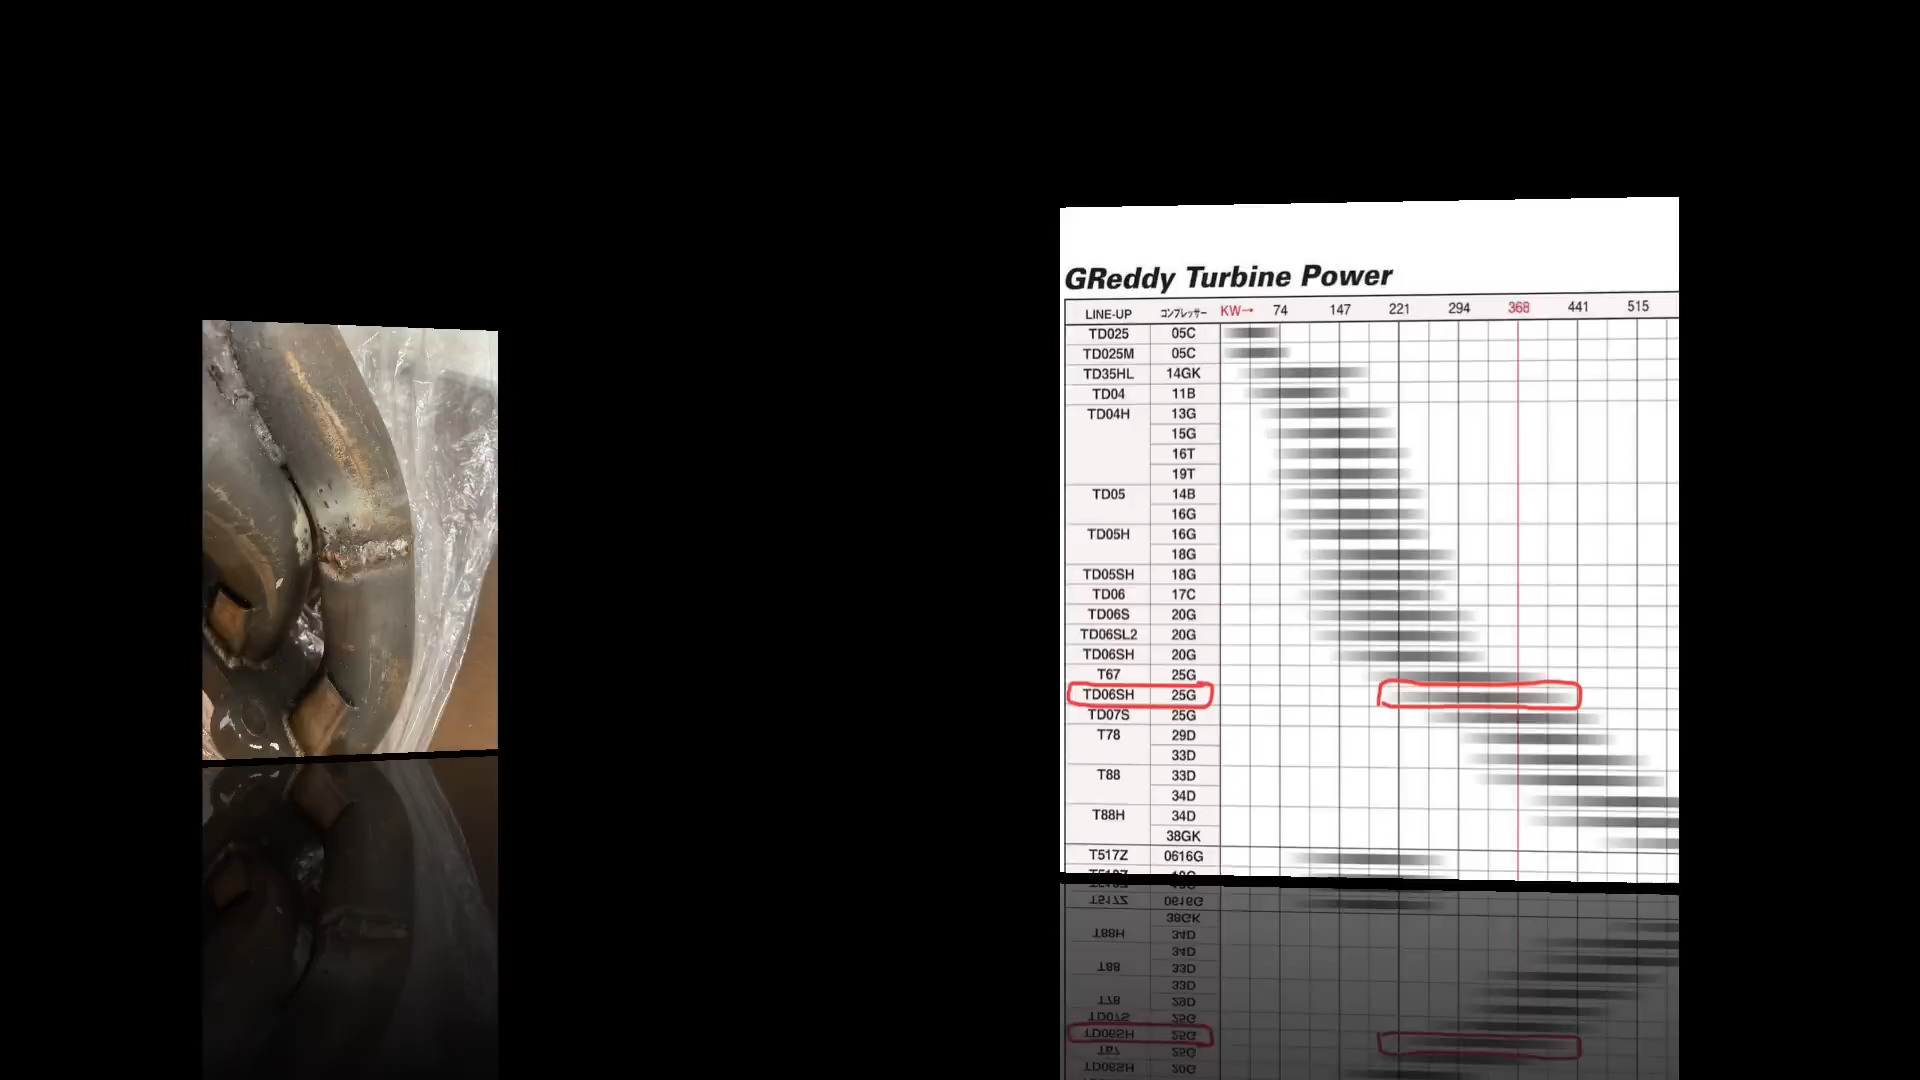 GReddy Turbine Power
LINE-UP コンプレッサー KW→ 74 147 221 294 368 441 515
TD025 05C
TD025M 05C
TD35HL 14GK
TD04 11B
TD04H 13G
15G
16T
19T
TD05 14B
16G
TD05H 16G
18G
TD05SH 18G
TD06 17C
TD06S 20G
TD06SL2 20G
TD06SH 20G
T67 25G
TD06SH 25G
TD07S 25G
T78 29D
33D
T88 33D
34D
T88H 34D
38GK
T517Z 0616G